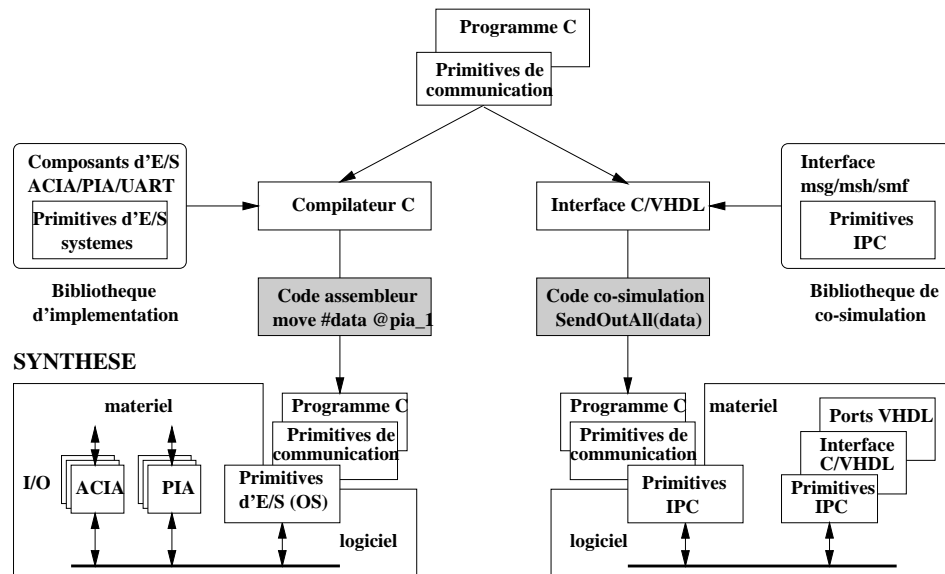 Programme C
Primitives de
communication
Composants d'E/S
ACIA/PIA/UART
Primitives d'E/S
systemes
Compilateur C
Interface C/VHDL
Interface
msg/msh/smf
Primitives
IPC
Bibliotheque
d'implementation
Code assembleur
move #data @pia_1
Code co-simulation
SendOutAll(data)
Bibliotheque de
co-simulation
SYNTHESE
materiel
I/O
ACIA
PIA
Programme C
Primitives de
communication
Primitives
d'E/S (OS)
logiciel
Programme C
Primitives de
communication
Primitives
IPC
logiciel
materiel
Ports VHDL
Interface
C/VHDL
Primitives
IPC